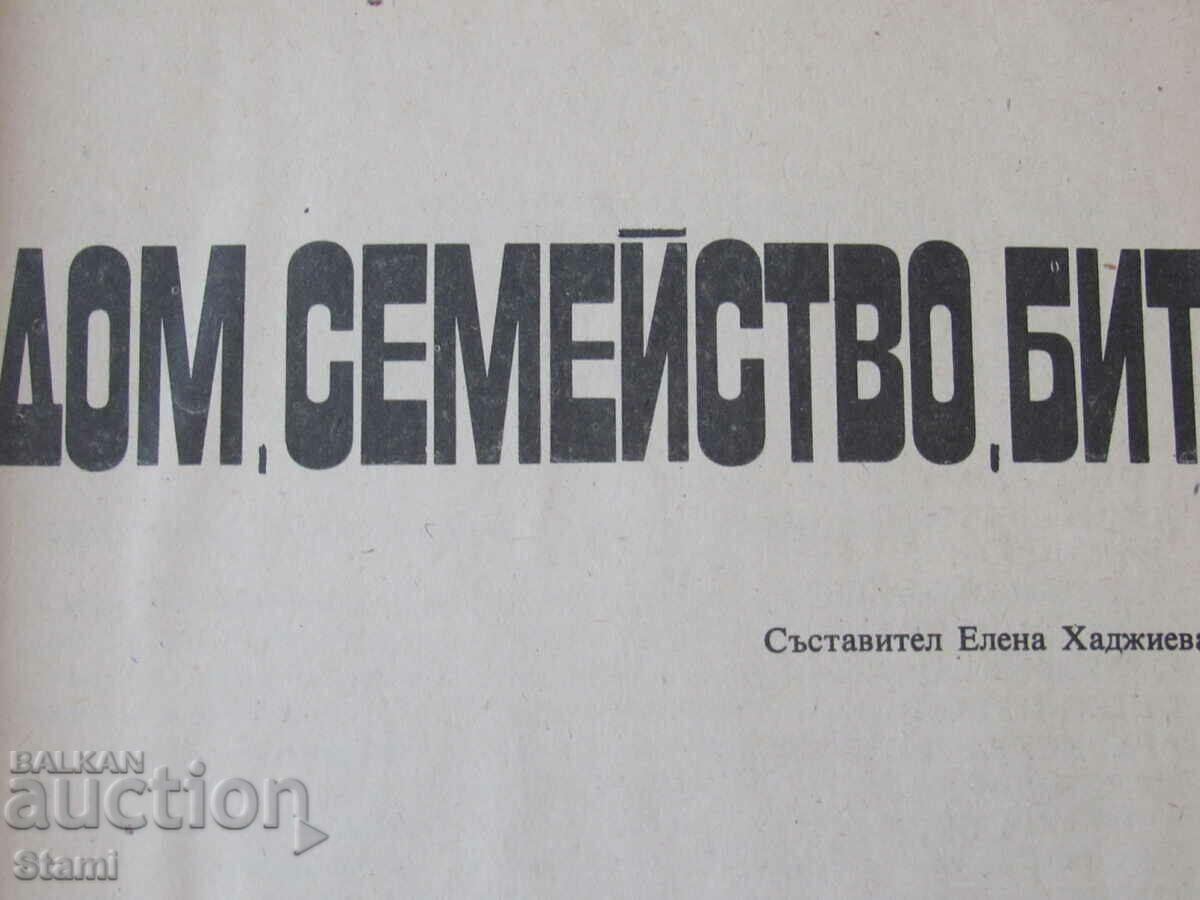 ДОМ, СЕМЕЙСТВО, БИТ
Съставител Елена Хаджиева
BALKAN
auction
Stami